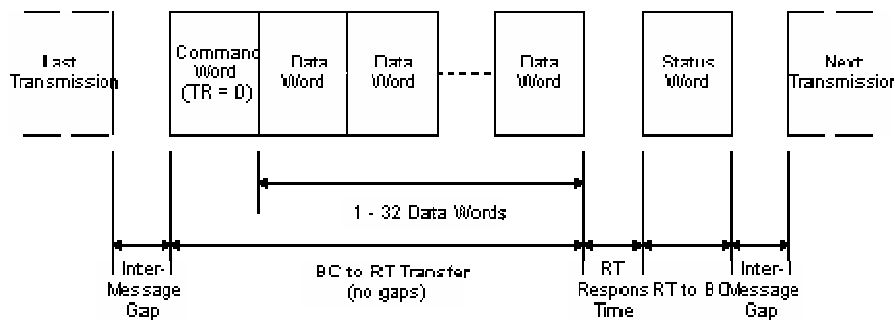 Last
Transmission
Command
Word
(TR = 0)
Data
Word
Data
Word
Data
Word
Status
Word
Next
Transmission
1 - 32 Data Words
Inter-
Message
Gap
BC to RT Transfer
(no gaps)
RT
Respons
Time
RT to BC
Inter-
Message
Gap